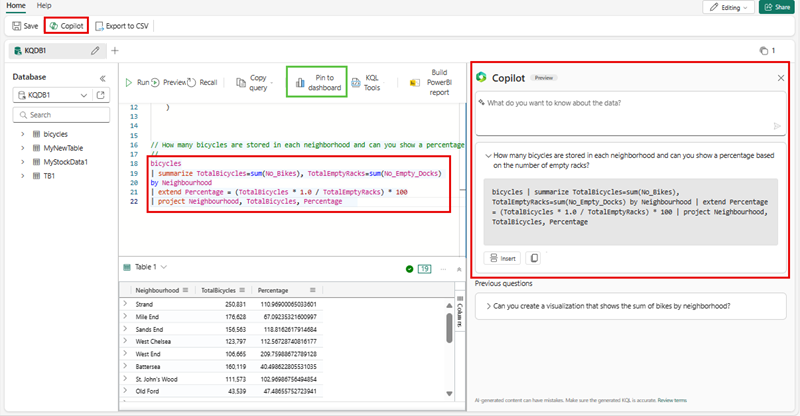 Home Help
Editing Share
Save Copilot Export to CSV
KQDB1
1
Database
KQDB1
Search
bicycles
MyNewTable
MyStockData1
TB1
Run Preview Recall Copy query Pin to dashboard KQL Tools Build PowerBI report
12 }
13
14
15 // How many bicycles are stored in each neighborhood and can you show a percentage
17 //
18 bicycles
19 | summarize TotalBicycles=sum(No_Bikes), TotalEmptyRacks=sum(No_Empty_Docks)
20 by Neighbourhood
21 | extend Percentage = (TotalBicycles * 1.0 / TotalEmptyRacks) * 100
22 | project Neighbourhood, TotalBicycles, Percentage
Table 1
19
Neighbourhood TotalBicycles Percentage
Strand 250,831 110.96900065033601
Mile End 176,628 67.09235321600997
Sands End 156,563 118.8162617914684
West Chelsea 123,797 112.56728740816177
West End 106,665 209.75988672789128
Battersea 160,119 40.498622805531035
St. John's Wood 111,573 102.96986756494854
Old Ford 43,539 47.48655752723941
Columns
Copilot Preview
What do you want to know about the data?
How many bicycles are stored in each neighborhood and can you show a percentage based
on the number of empty racks?
bicycles | summarize TotalBicycles=sum(No_Bikes),
TotalEmptyRacks=sum(No_Empty_Docks) by Neighbourhood | extend Percentage
= (TotalBicycles * 1.0 / TotalEmptyRacks) * 100 | project Neighbourhood,
TotalBicycles, Percentage
Insert
Previous questions
Can you create a visualization that shows the sum of bikes by neighborhood?
AI-generated content can have mistakes. Make sure the generated KQL is accurate. Review terms